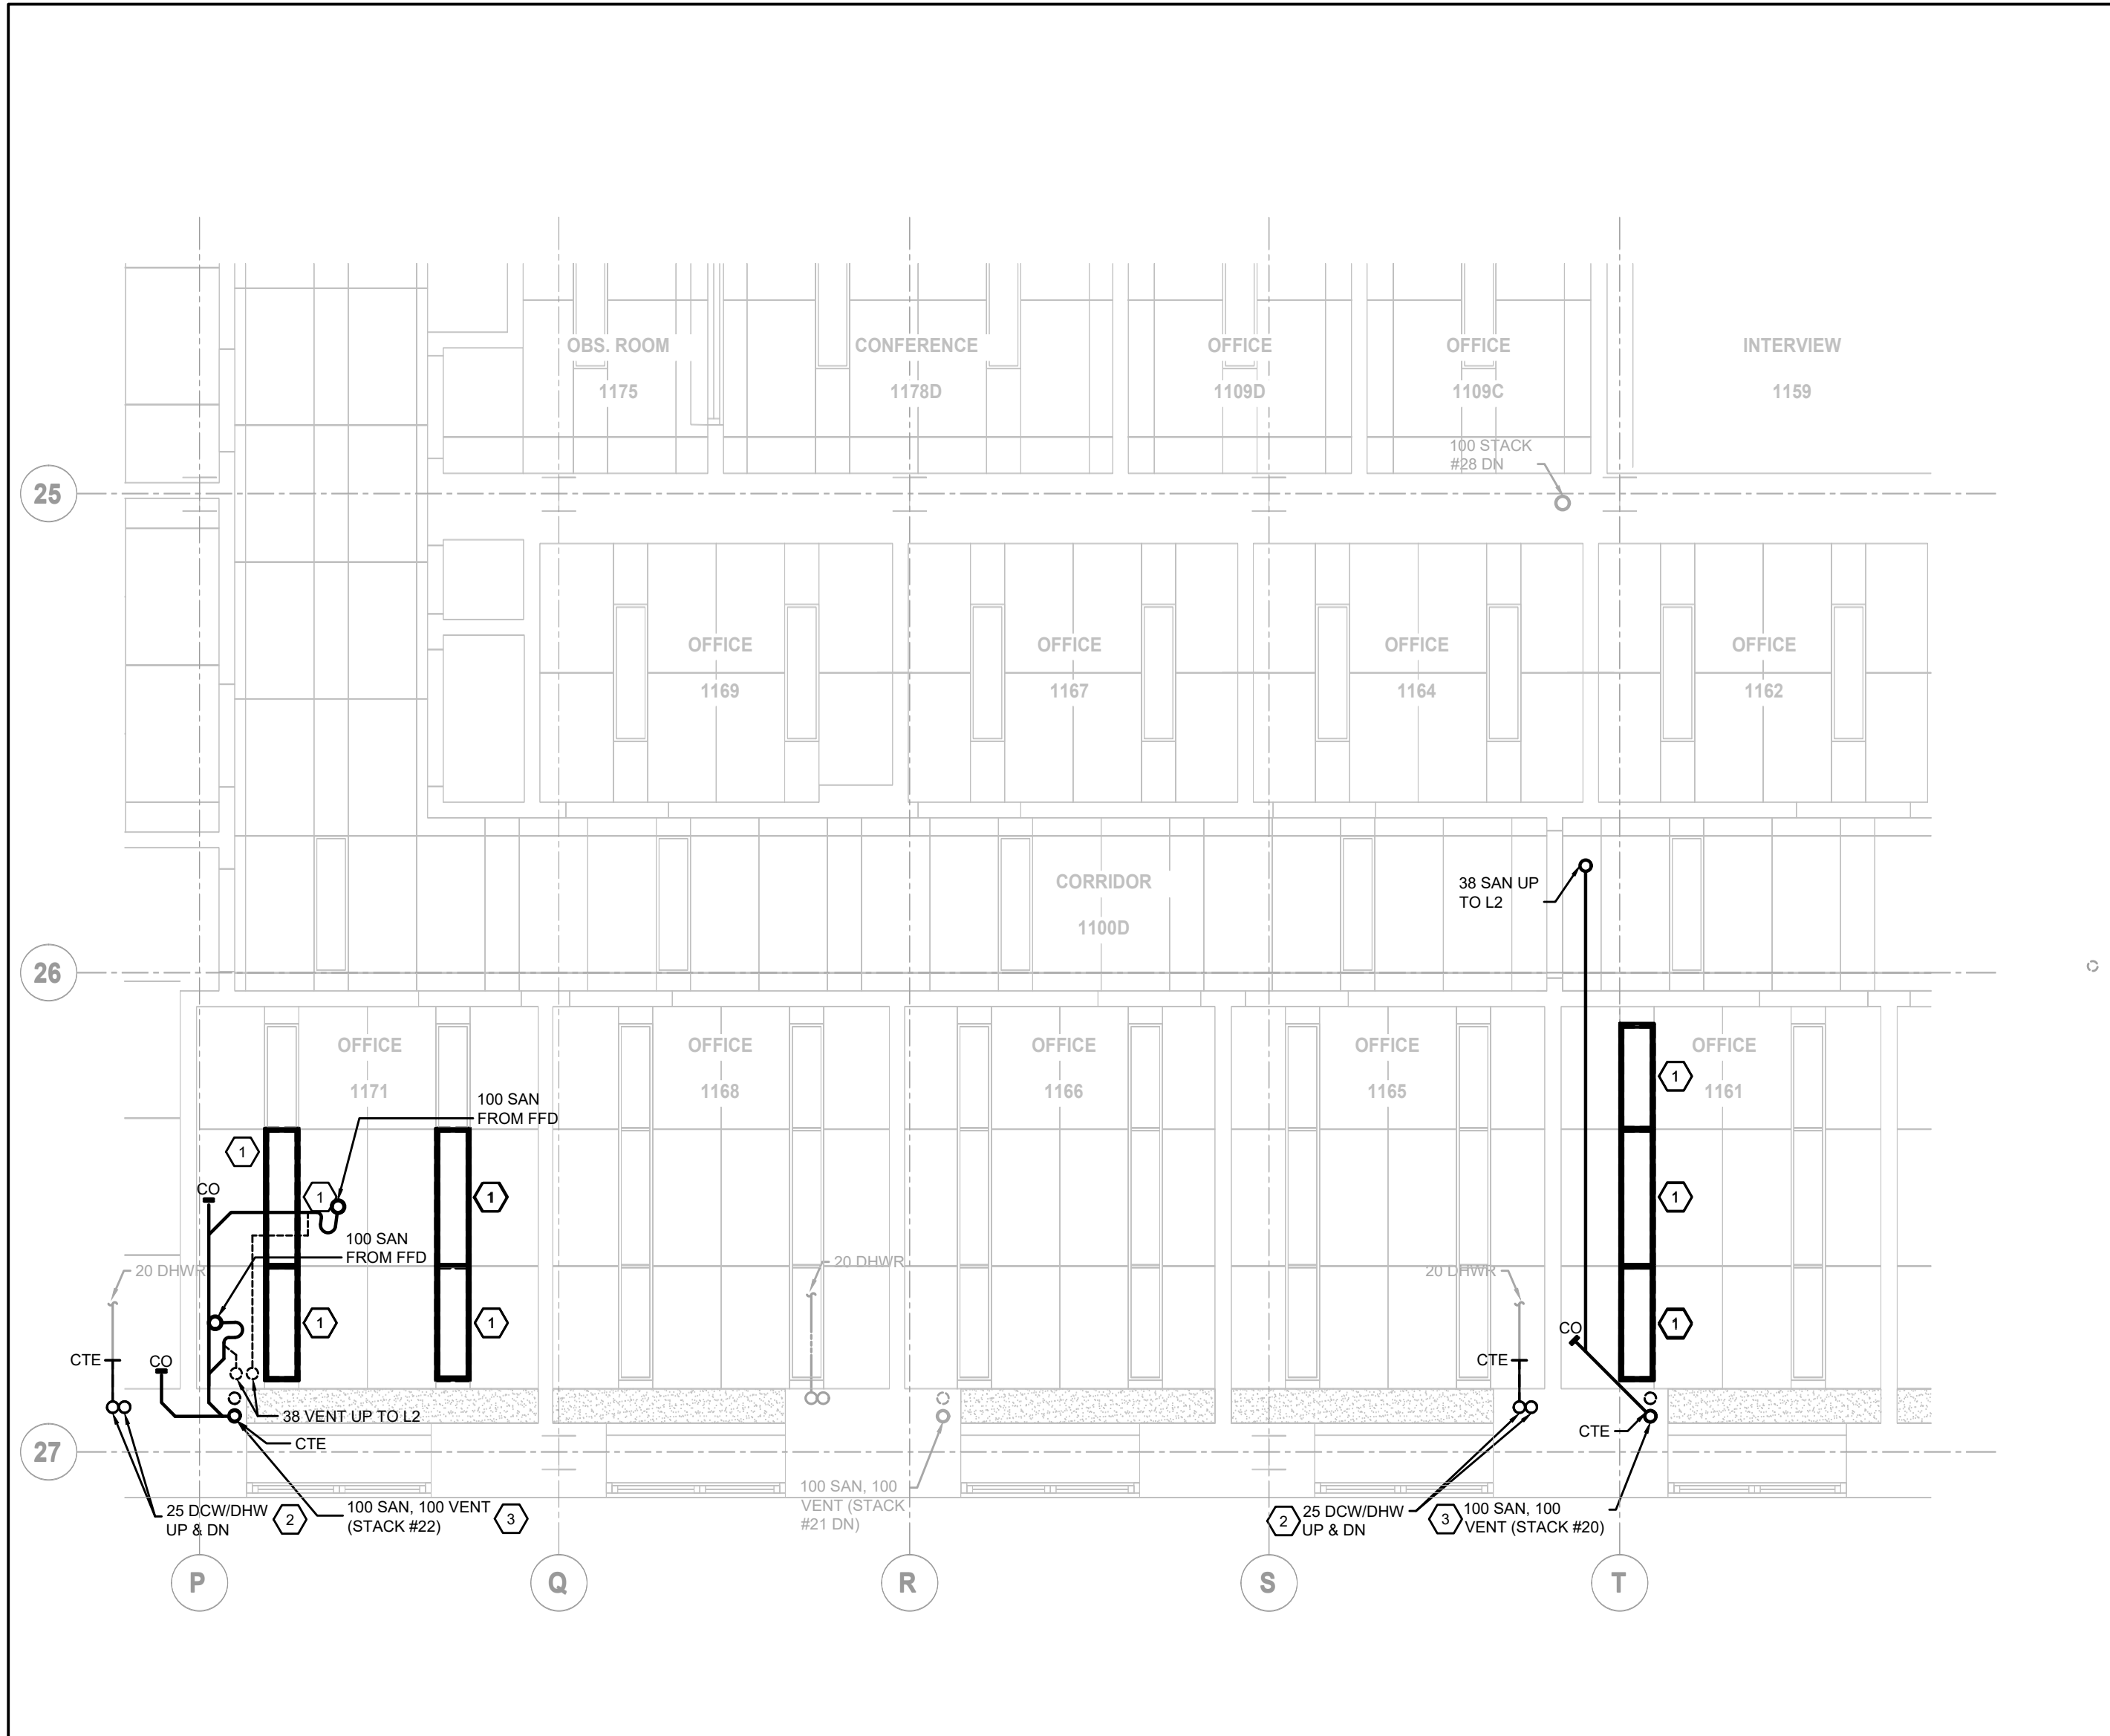 OBS. ROOM
1175
CONFERENCE
1178D
OFFICE
1109D
OFFICE
1109C
INTERVIEW
1159
100 STACK
#28 DN
25
OFFICE
1169
OFFICE
1167
OFFICE
1164
OFFICE
1162
CORRIDOR
1100D
38 SAN UP
TO L2
26
OFFICE
1171
OFFICE
1168
OFFICE
1166
OFFICE
1165
OFFICE
1161
1
100 SAN
FROM FFD
1
CO
1
1
1
100 SAN
FROM FFD
20 DHWR
20 DHWR
20 DHWR
1
1
CO
1
CTE
CO
CTE
38 VENT UP TO L2
CTE
CTE
27
25 DCW/DHW
UP & DN
2
100 SAN, 100 VENT
(STACK #22)
3
100 SAN, 100
VENT (STACK
#21 DN)
2
25 DCW/DHW
UP & DN
3
100 SAN, 100
VENT (STACK #20)
P
Q
R
S
T